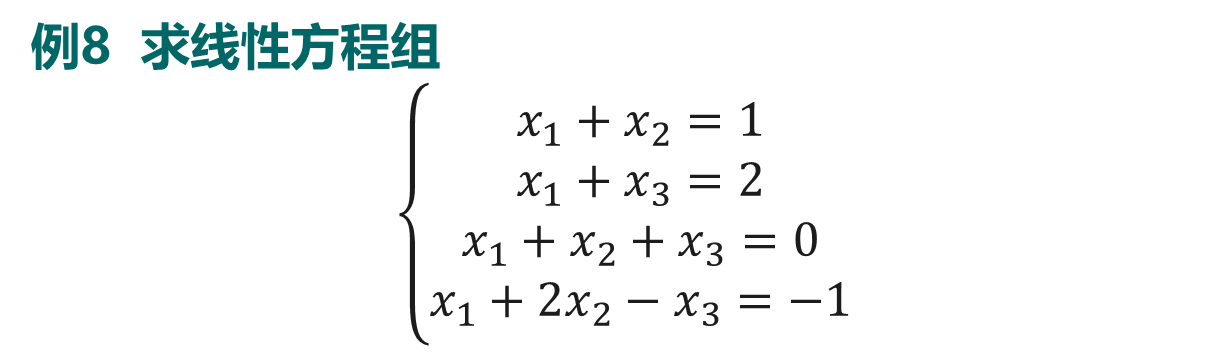 例8 求线性方程组
x₁ + x₂ = 1
x₁ + x₃ = 2
x₁ + x₂ + x₃ = 0
x₁ + 2x₂ − x₃ = −1